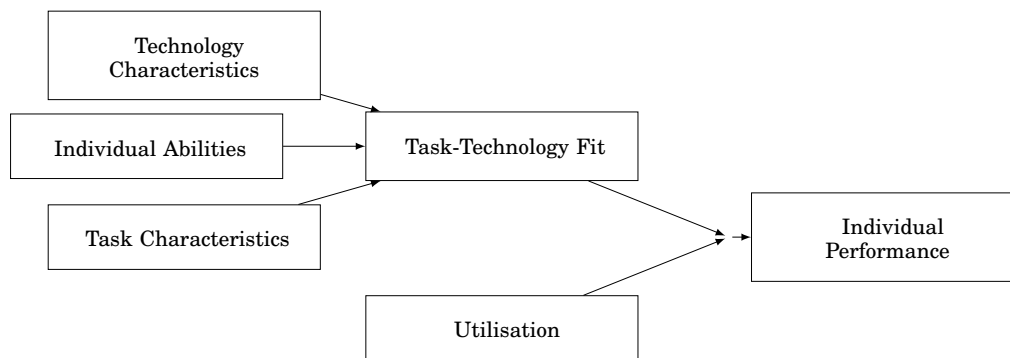 Technology
Characteristics
Individual Abilities
Task-Technology Fit
Task Characteristics
Individual
Performance
Utilisation